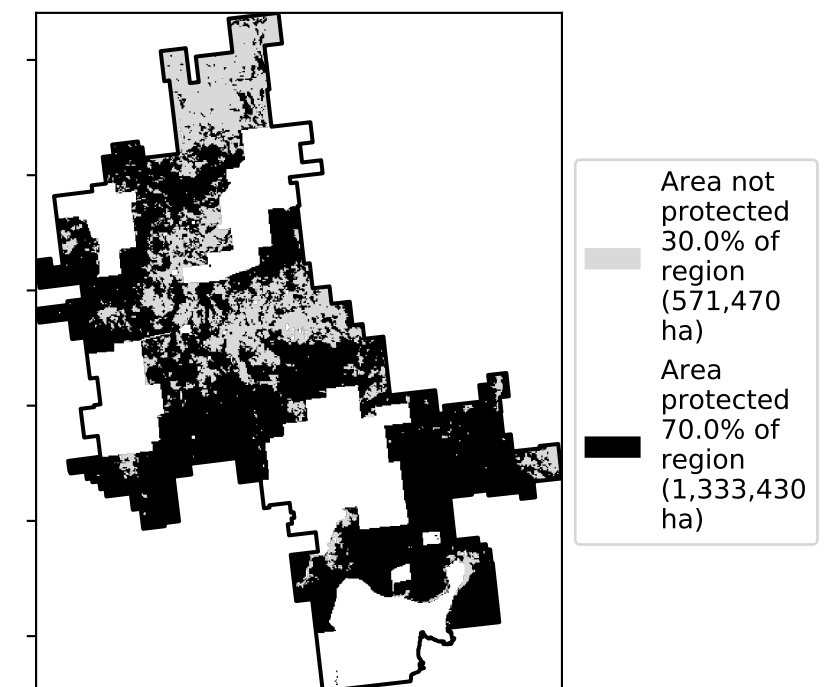 Area not
protected
30.0% of
region
(571,470
ha)
Area
protected
70.0% of
region
(1,333,430
ha)